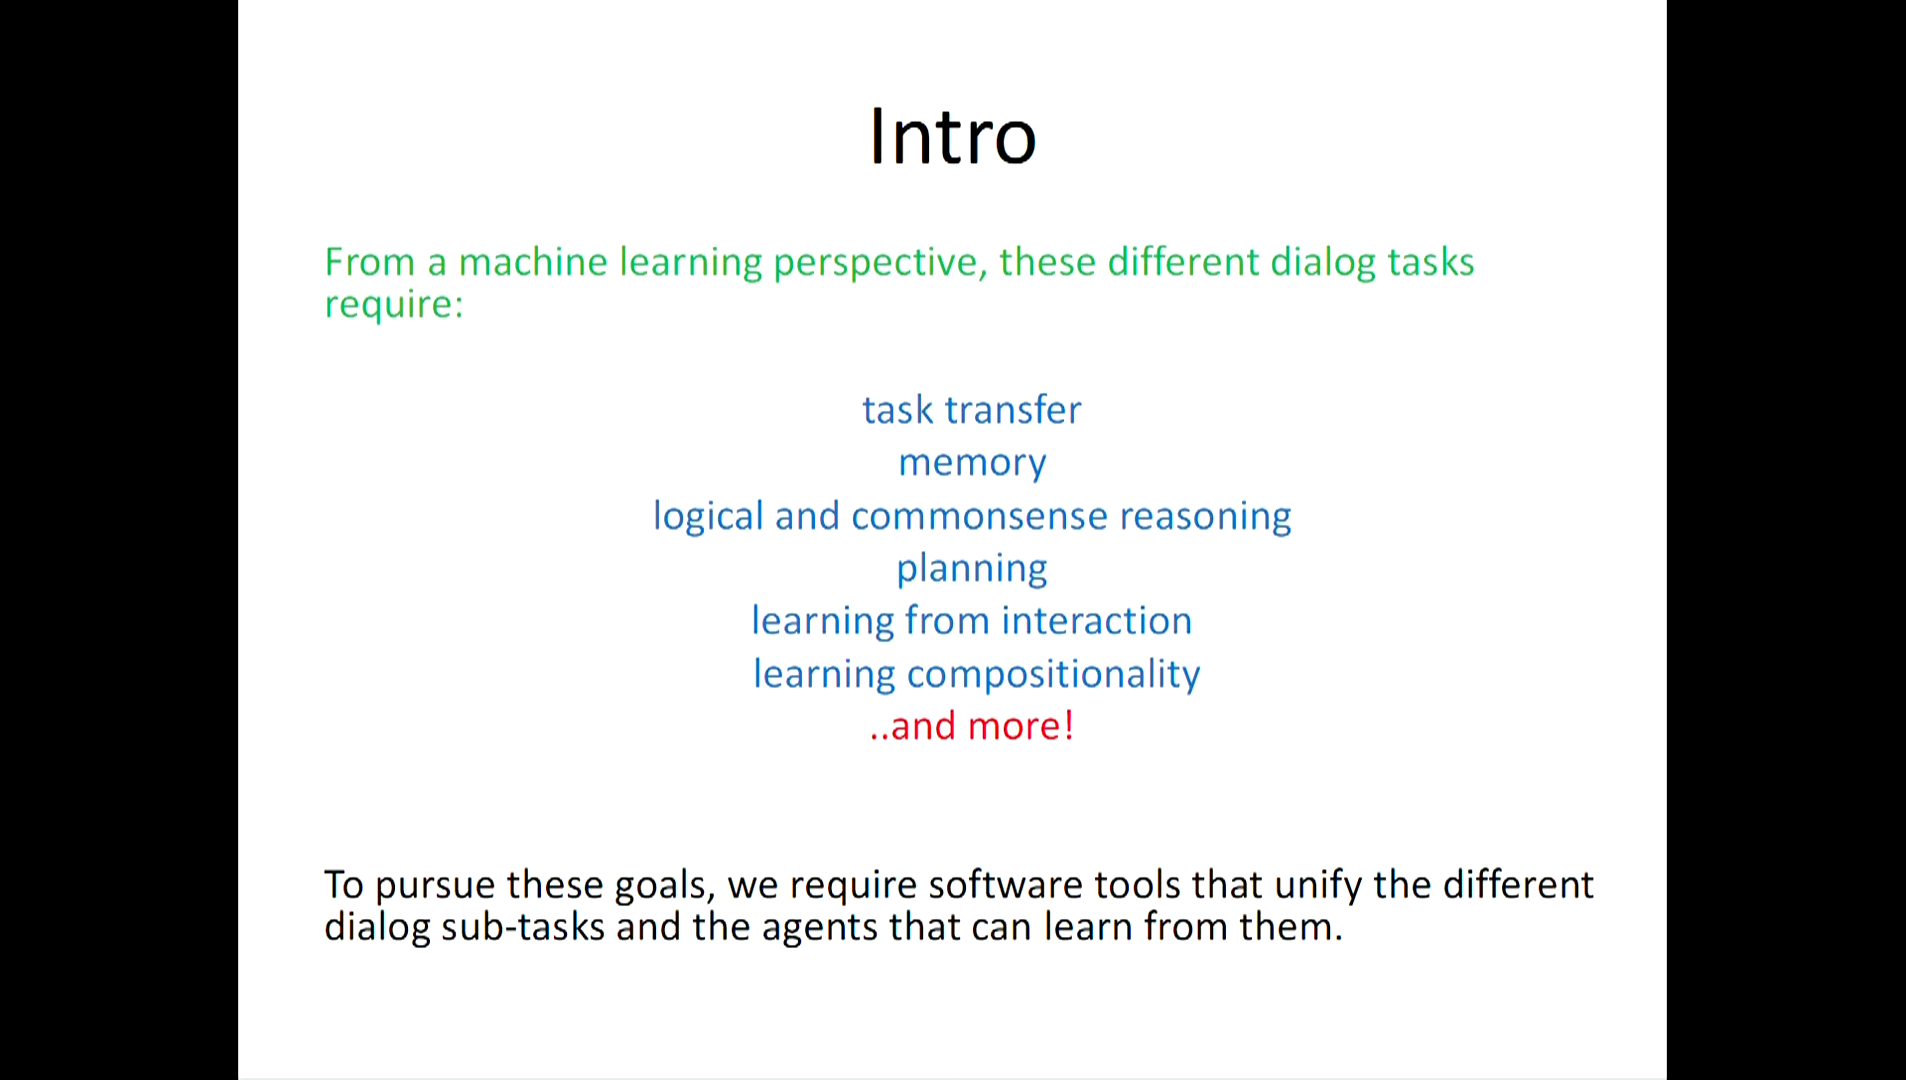 Intro
From a machine learning perspective, these different dialog tasks
require:
task transfer
memory
logical and commonsense reasoning
planning
learning from interaction
learning compositionality
..and more!
To pursue these goals, we require software tools that unify the different
dialog sub-tasks and the agents that can learn from them.